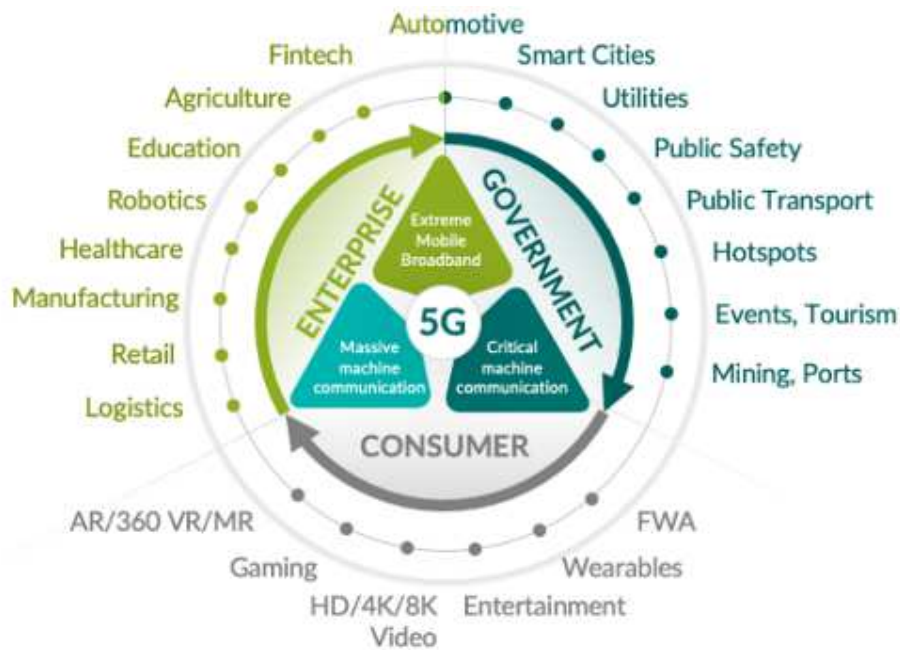 Automotive
Fintech
Smart Cities
Agriculture
Utilities
Education
Public Safety
Robotics
Public Transport
Healthcare
Hotspots
Manufacturing
Events, Tourism
Retail
Mining, Ports
Logistics
ENTERPRISE
GOVERNMENT
Extreme
Mobile
Broadband
5G
Massive
machine
communication
Critical
machine
communication
CONSUMER
AR/360 VR/MR
FWA
Gaming
Wearables
HD/4K/8K
Video
Entertainment